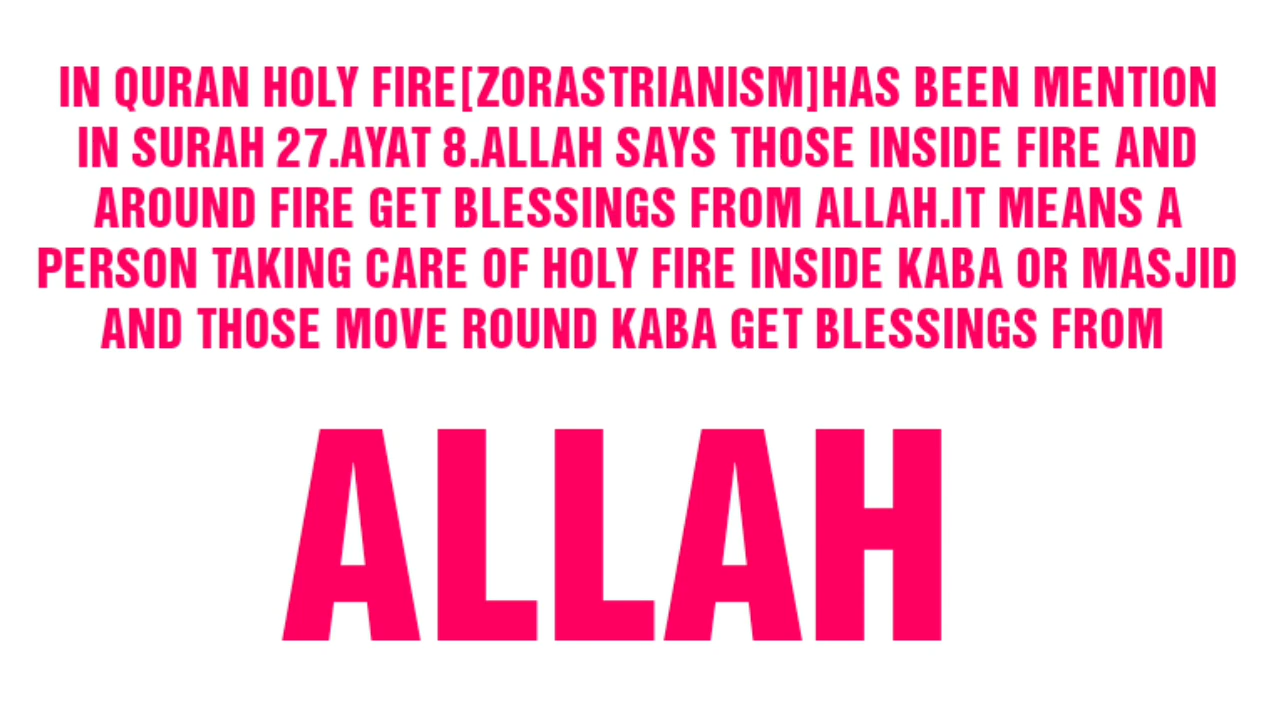 IN QURAN HOLY FIRE[ZORASTRIANISM]HAS BEEN MENTION
IN SURAH 27.AYAT 8.ALLAH SAYS THOSE INSIDE FIRE AND
AROUND FIRE GET BLESSINGS FROM ALLAH.IT MEANS A
PERSON TAKING CARE OF HOLY FIRE INSIDE KABA OR MASJID
AND THOSE MOVE ROUND KABA GET BLESSINGS FROM
ALLAH